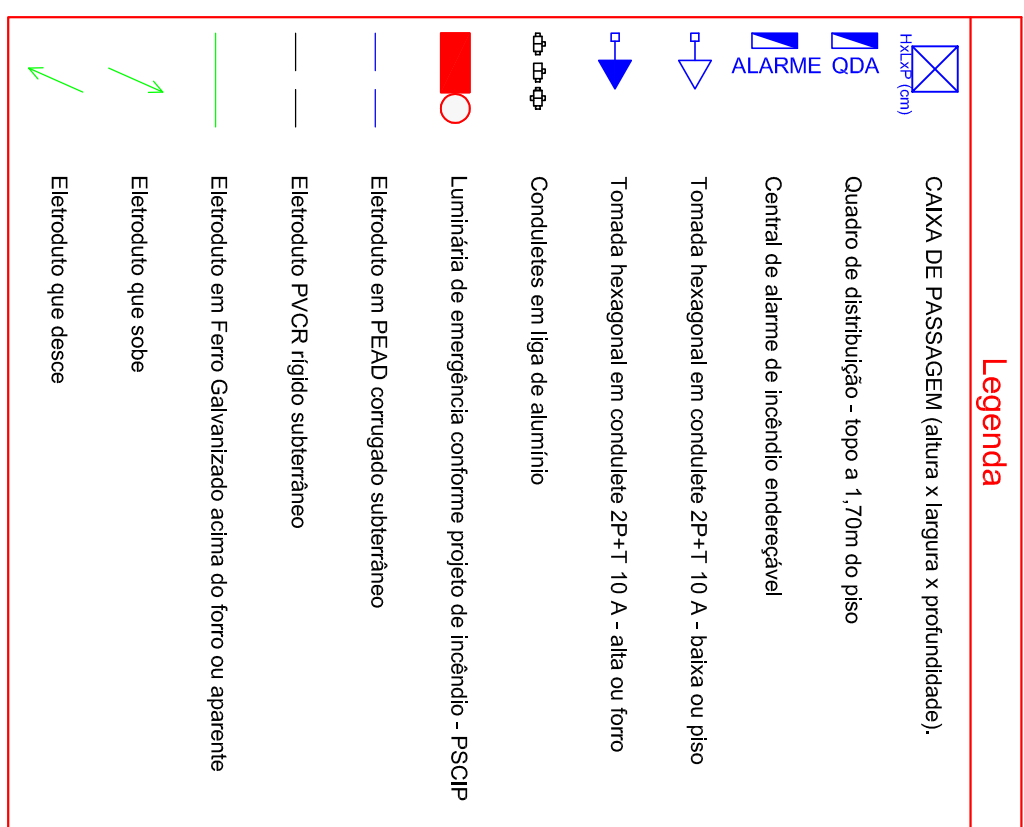 Legenda
HxLxP (cm)
CAIXA DE PASSAGEM (altura x largura x profundidade).
QDA
Quadro de distribuição - topo a 1,70m do piso
ALARME
Central de alarme de incêndio endereçável
Tomada hexagonal em condulete 2P+T 10 A - baixa ou piso
Tomada hexagonal em condulete 2P+T 10 A - alta ou forro
Conduletes em liga de alumínio
Luminária de emergência conforme projeto de incêndio - PSCIP
Eletroduto em PEAD corrugado subterrâneo
Eletroduto PVCR rígido subterrâneo
Eletroduto em Ferro Galvanizado acima do forro ou aparente
Eletroduto que sobe
Eletroduto que desce